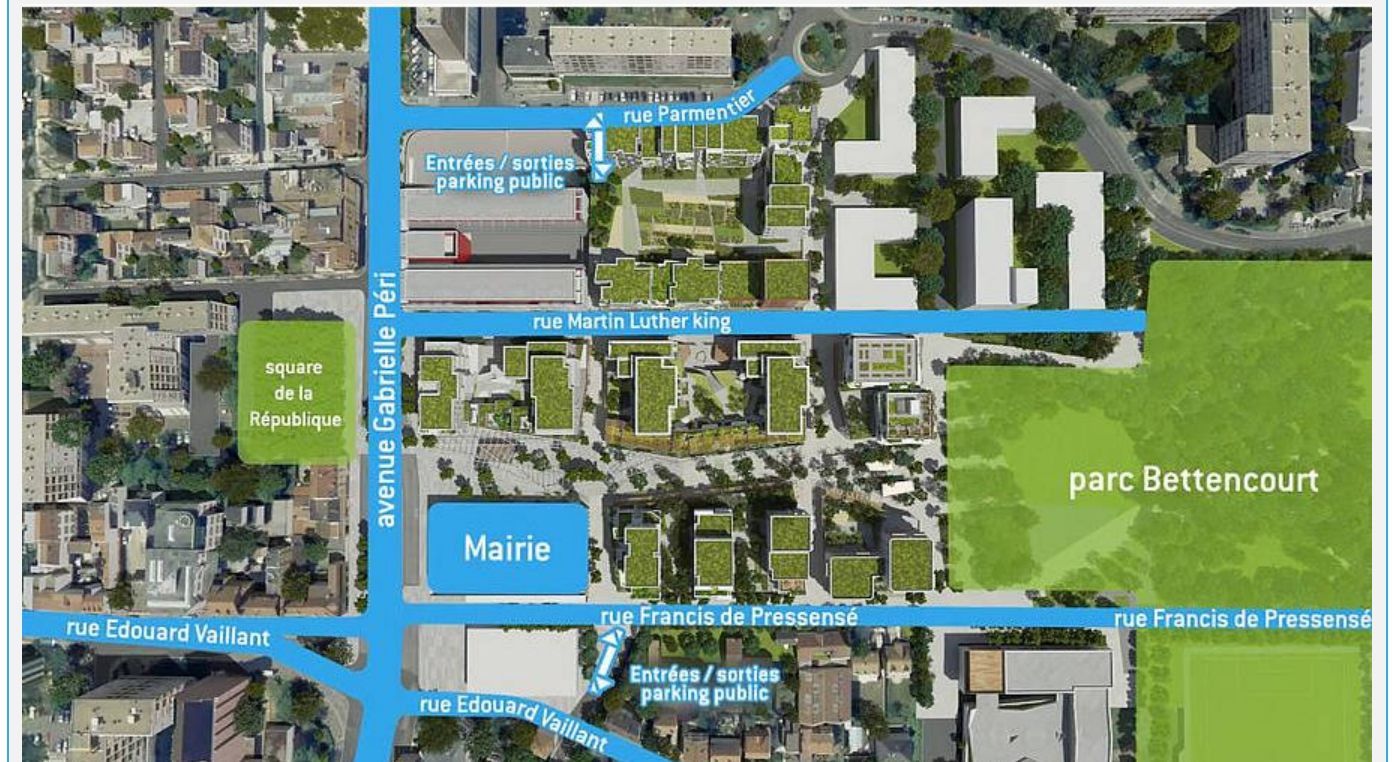 rue Parmentier
Entrées / sorties
parking public
rue Martin Luther king
avenue Gabrielle Péri
square
de la
République
parc Bettencourt
Mairie
rue Francis de Pressensé
rue Francis de Pressensé
rue Edouard Vaillant
Entrées / sorties
parking public
rue Edouard Vaillant